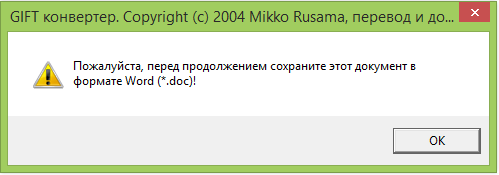 GIFT конвертер. Copyright (c) 2004 Mikko Rusama, перевод и до...
Пожалуйста, перед продолжением сохраните этот документ в
формате Word (*.doc)!
OK